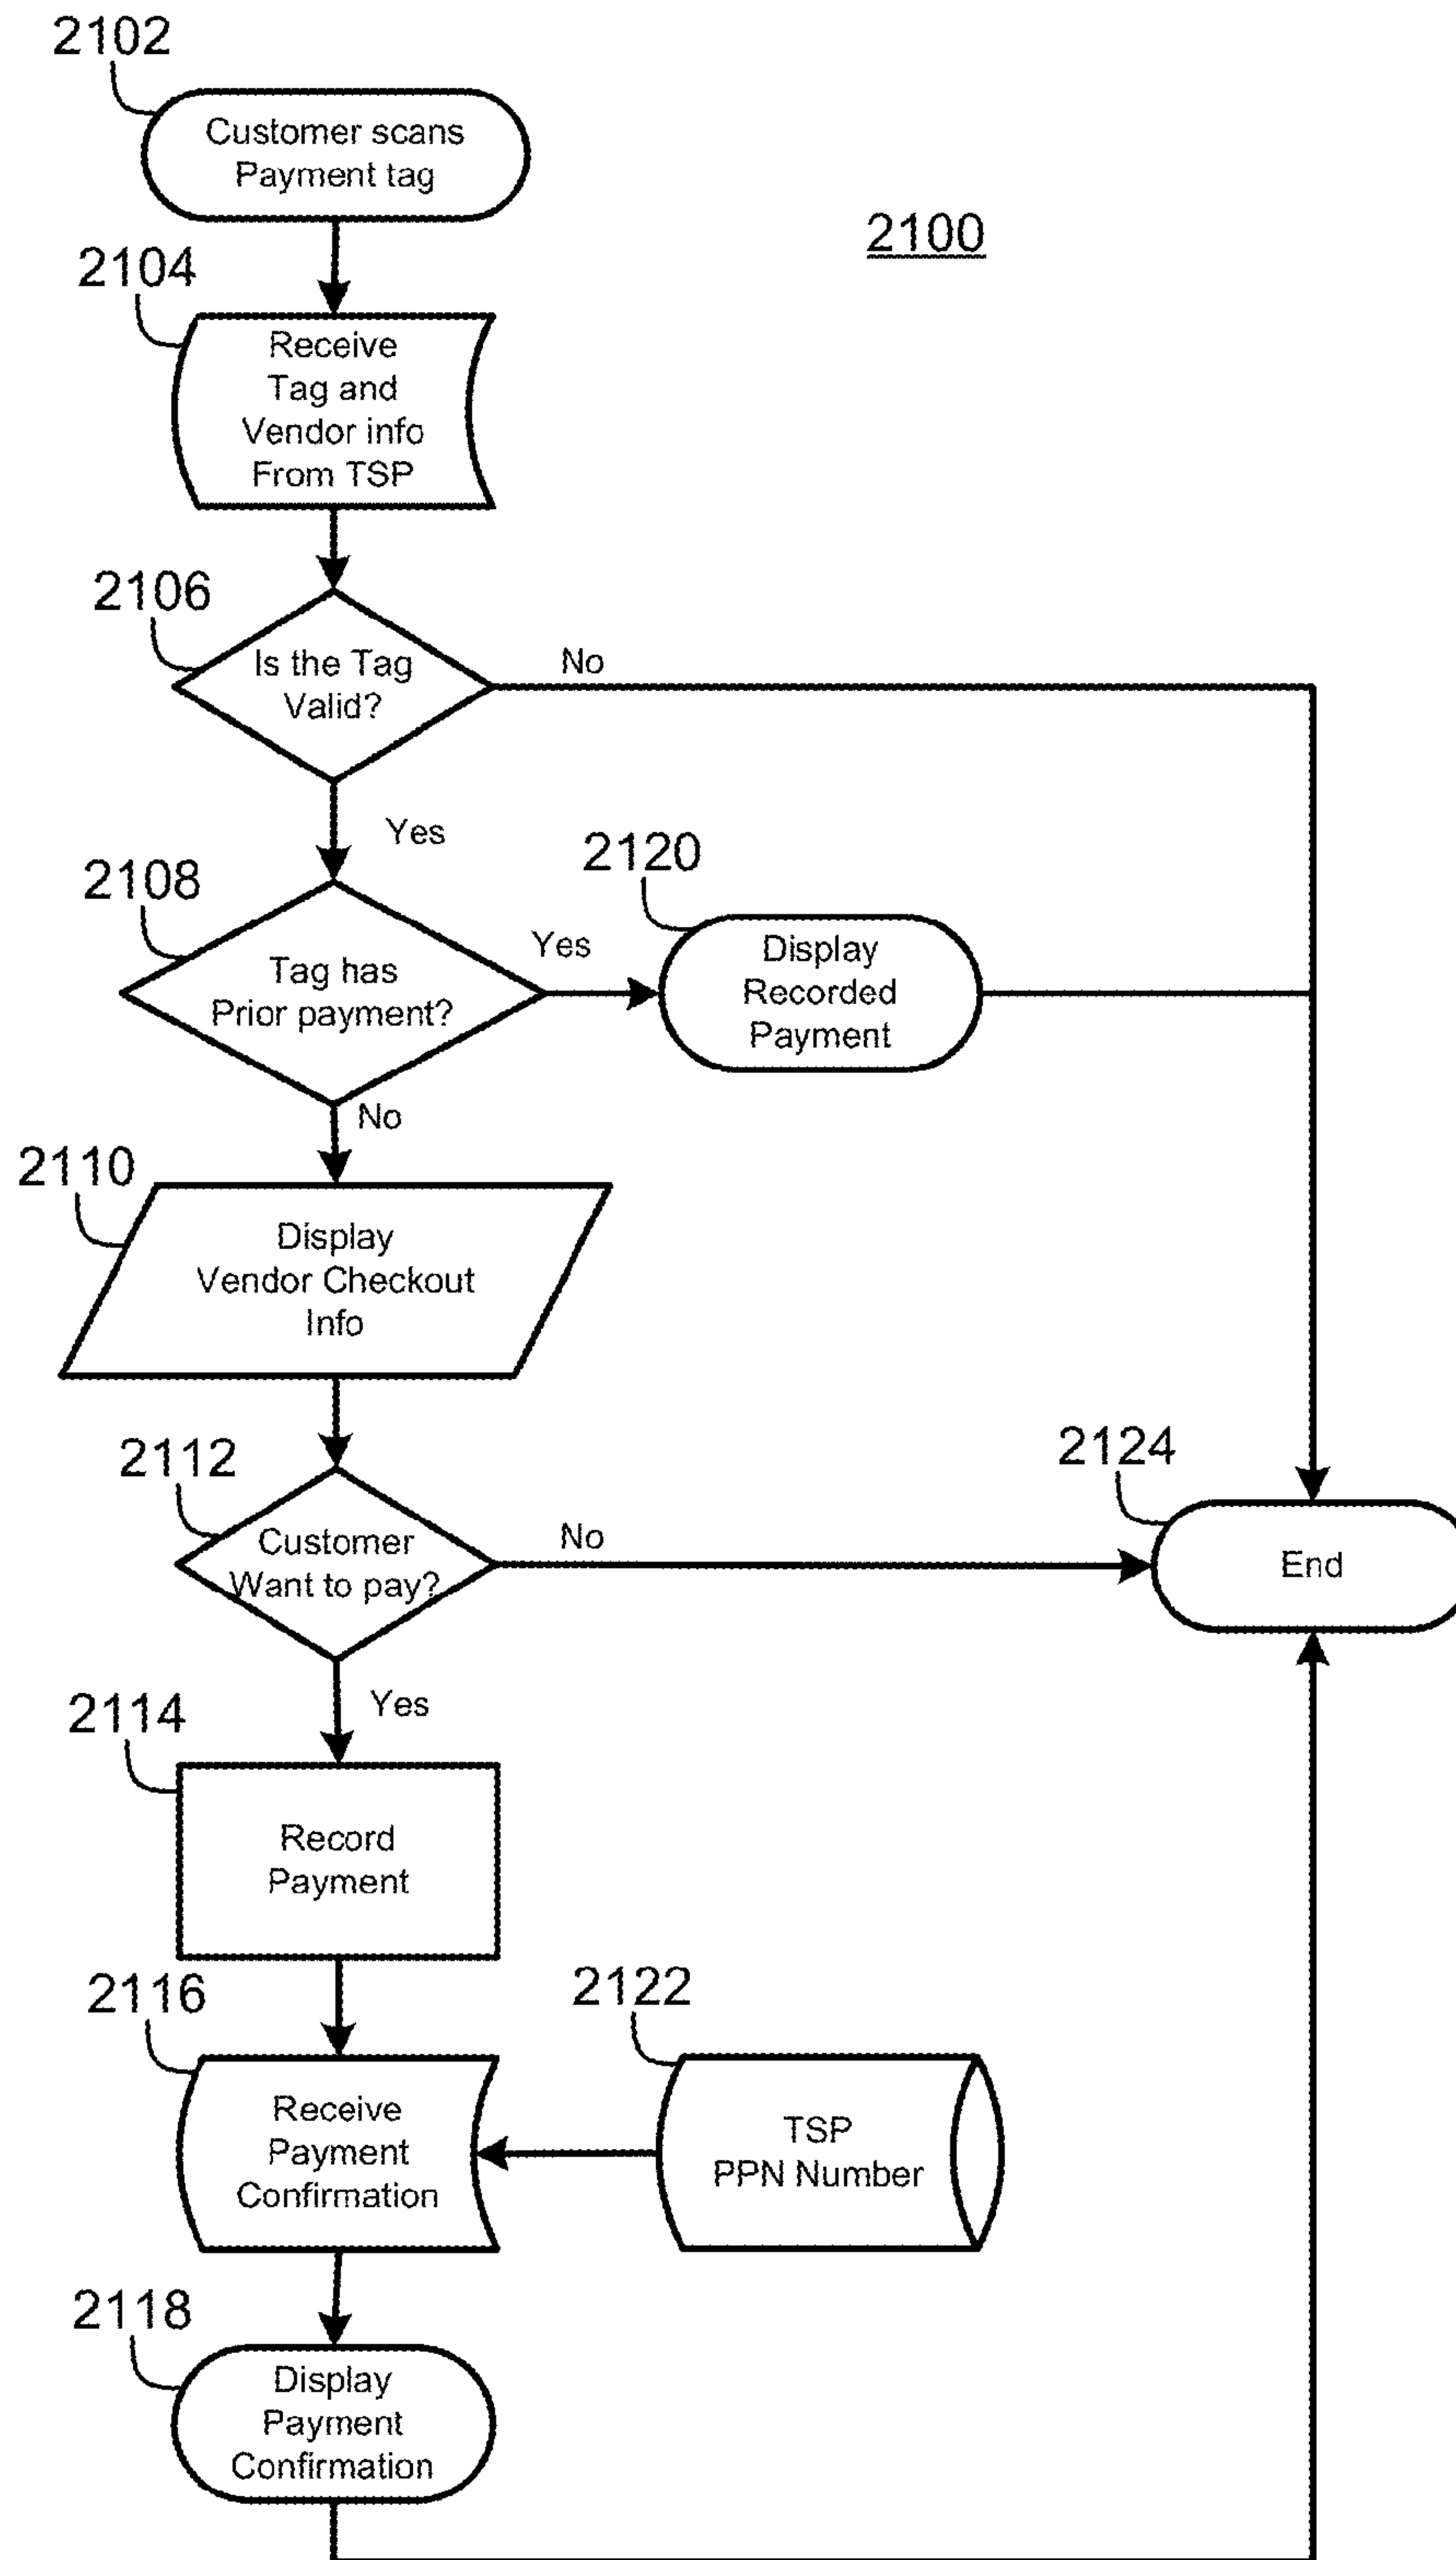 2102
Customer scans
Payment tag
2100
2104
Receive
Tag and
Vendor info
From TSP
2106
Is the Tag
Valid?
No
Yes
2108
Tag has
Prior payment?
Yes
2120
Display
Recorded
Payment
No
2110
Display
Vendor Checkout
Info
2112
Customer
Want to pay?
No
2124
End
Yes
2114
Record
Payment
2116
Receive
Payment
Confirmation
2122
TSP
PPN Number
2118
Display
Payment
Confirmation